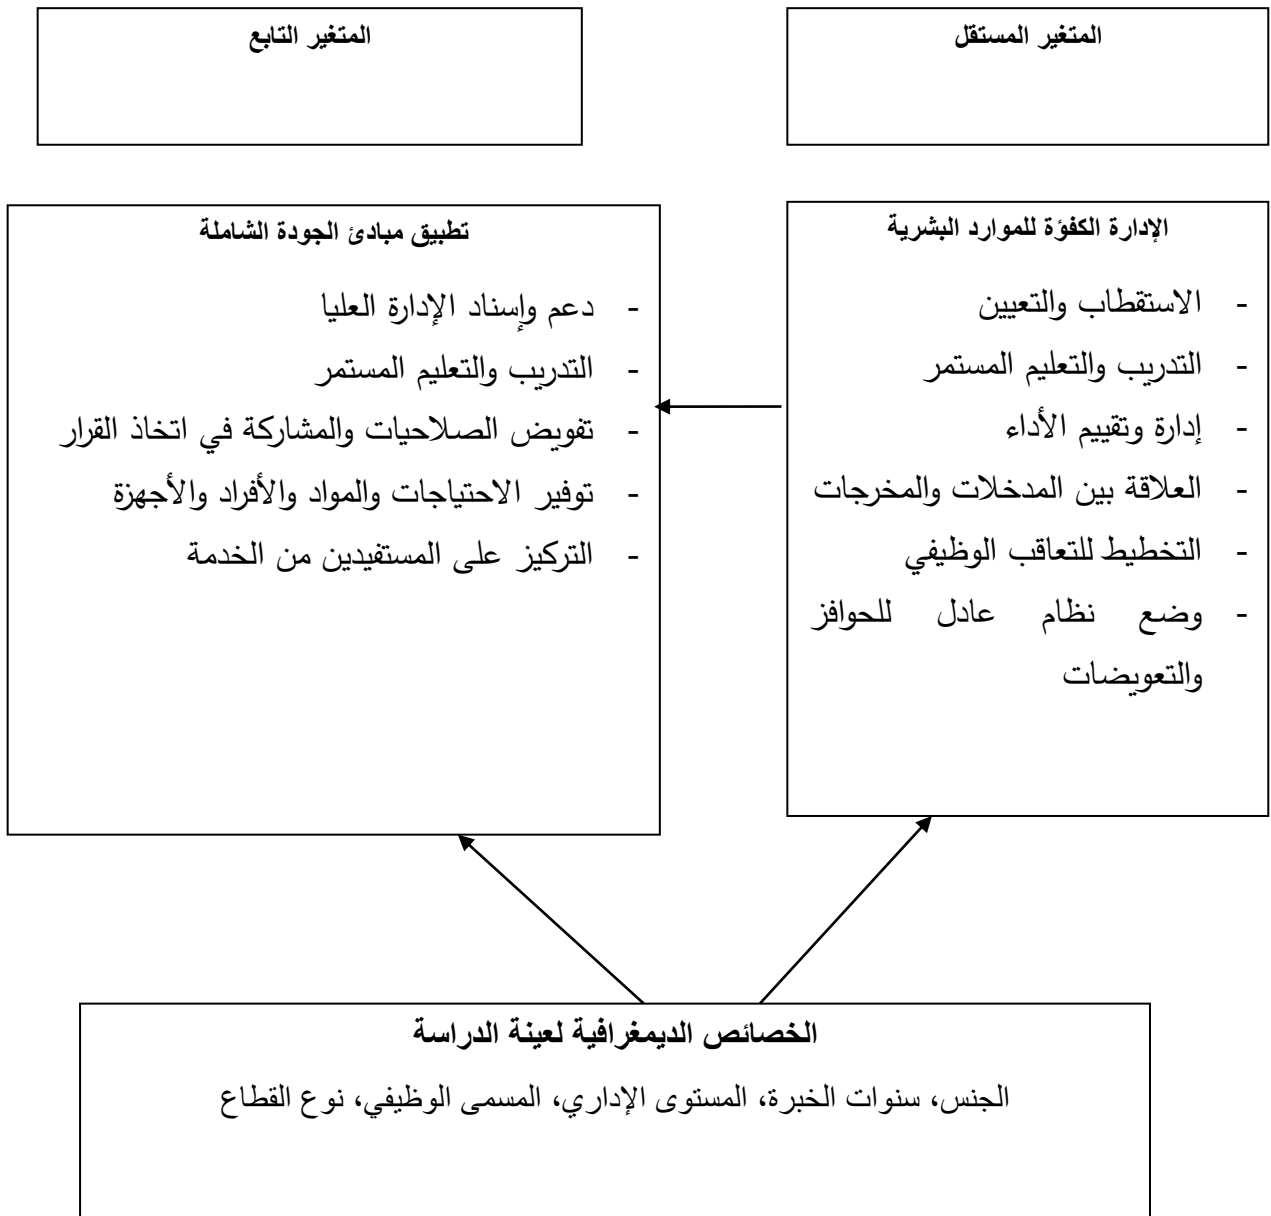 المتغير المستقل
المتغير التابع
الإدارة الكفؤة للموارد البشرية
- الاستقطاب والتعيين
- التدريب والتعليم المستمر
- إدارة وتقييم الأداء
- العلاقة بين المدخلات والمخرجات
- التخطيط للتعاقب الوظيفي
- وضع نظام عادل للحوافز
والتعويضات
تطبيق مبادئ الجودة الشاملة
- دعم وإسناد الإدارة العليا
- التدريب والتعليم المستمر
- تفويض الصلاحيات والمشاركة في اتخاذ القرار
- توفير الاحتياجات والمواد والأفراد والأجهزة
- التركيز على المستفيدين من الخدمة
الخصائص الديمغرافية لعينة الدراسة
الجنس، سنوات الخبرة، المستوى الإداري، المسمى الوظيفي، نوع القطاع